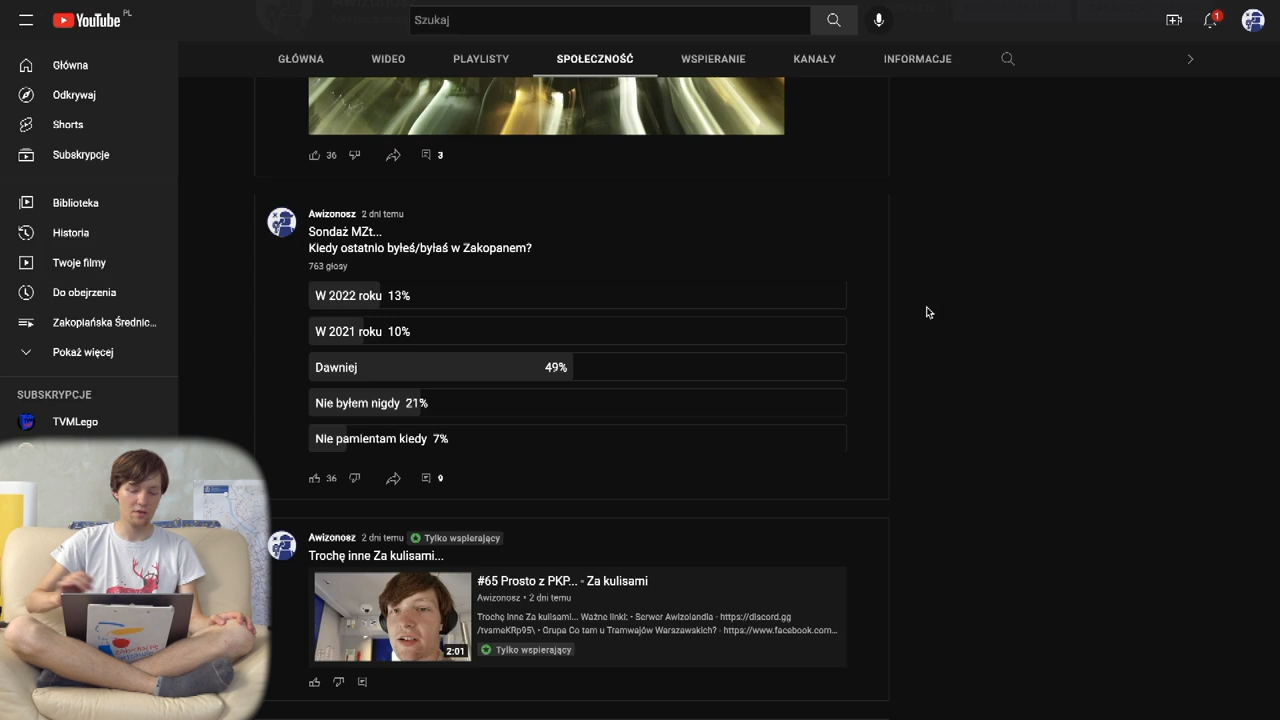 YouTube PL
Szukaj
1
GŁÓWNA WIDEO PLAYLISTY SPOŁECZNOŚĆ WSPIERANIE KANAŁY INFORMACJE
Główna
Odkrywaj
Shorts
Subskrypcje
Biblioteka
Historia
Twoje filmy
Do obejrzenia
Zakopiańska Średnic...
Pokaż więcej
SUBSKRYPCJE
TVMLego
36 3
Awizonosz 2 dni temu
Sondaż MZt...
Kiedy ostatnio byłeś/byłaś w Zakopanem?
763 głosy
W 2022 roku 13%
W 2021 roku 10%
Dawniej 49%
Nie byłem nigdy 21%
Nie pamientam kiedy 7%
36 9
Awizonosz 2 dni temu Tylko wspierający
Trochę inne Za kulisami...
#65 Prosto z PKP... - Za kulisami
Awizonosz • 2 dni temu
Trochę inne Za kulisami... Ważne linki: • Serwer Awizolandia - https://discord.gg
/tvsmeKRp95\ • Grupa Co tam u Tramwajów Warszawskich? - https://www.facebook.com...
Tylko wspierający
2:01